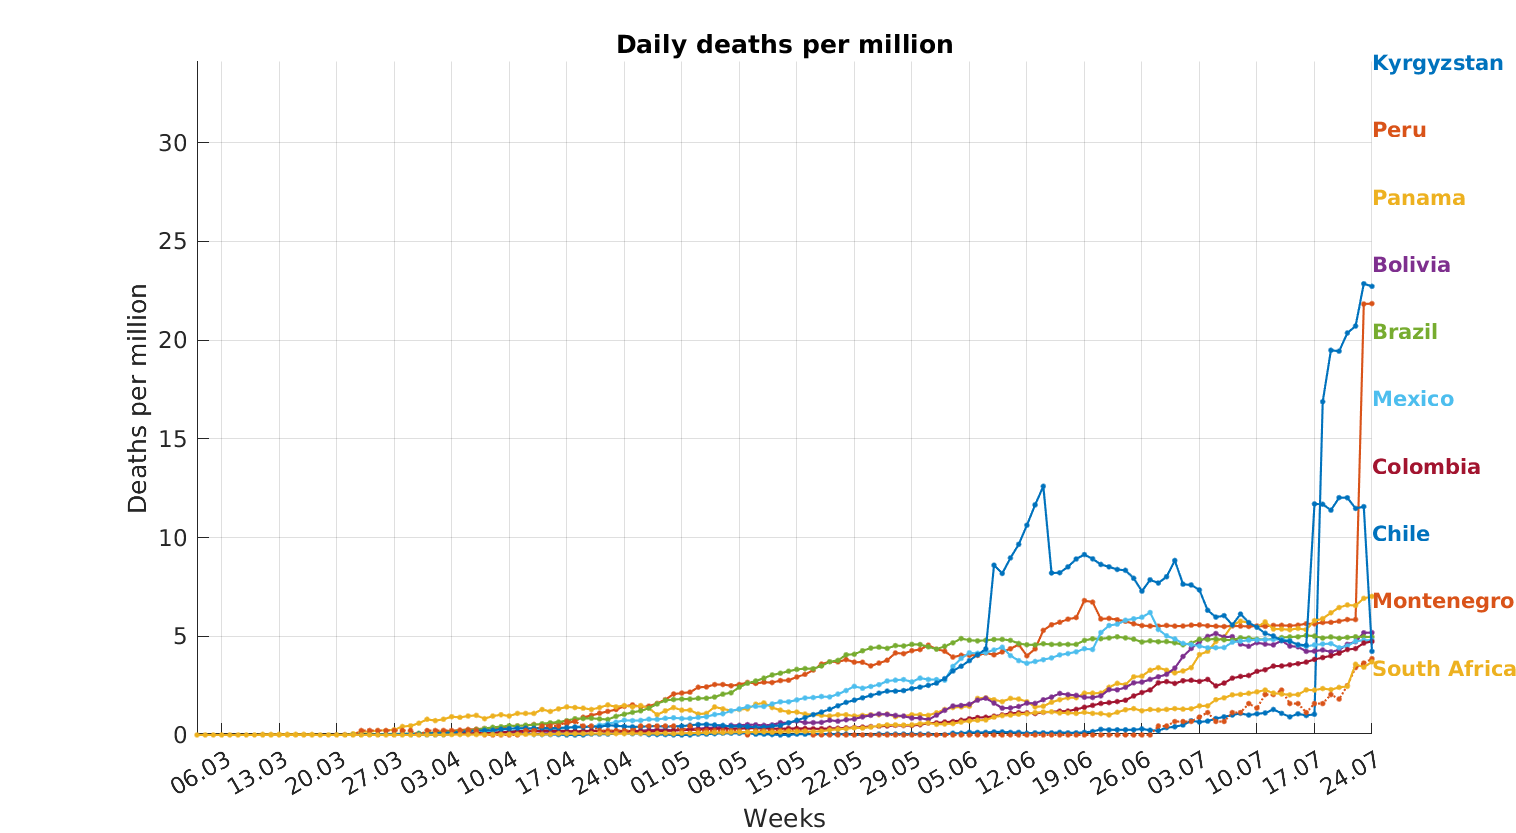 Daily deaths per million
Kyrgyzstan
Peru
Panama
Bolivia
Brazil
Mexico
Colombia
Chile
Montenegro
South Africa
30
25
20
15
10
5
0
Deaths per million
06.03 13.03 20.03 27.03 03.04 10.04 17.04 24.04 01.05 08.05 15.05 22.05 29.05 05.06 12.06 19.06 26.06 03.07 10.07 17.07 24.07
Weeks